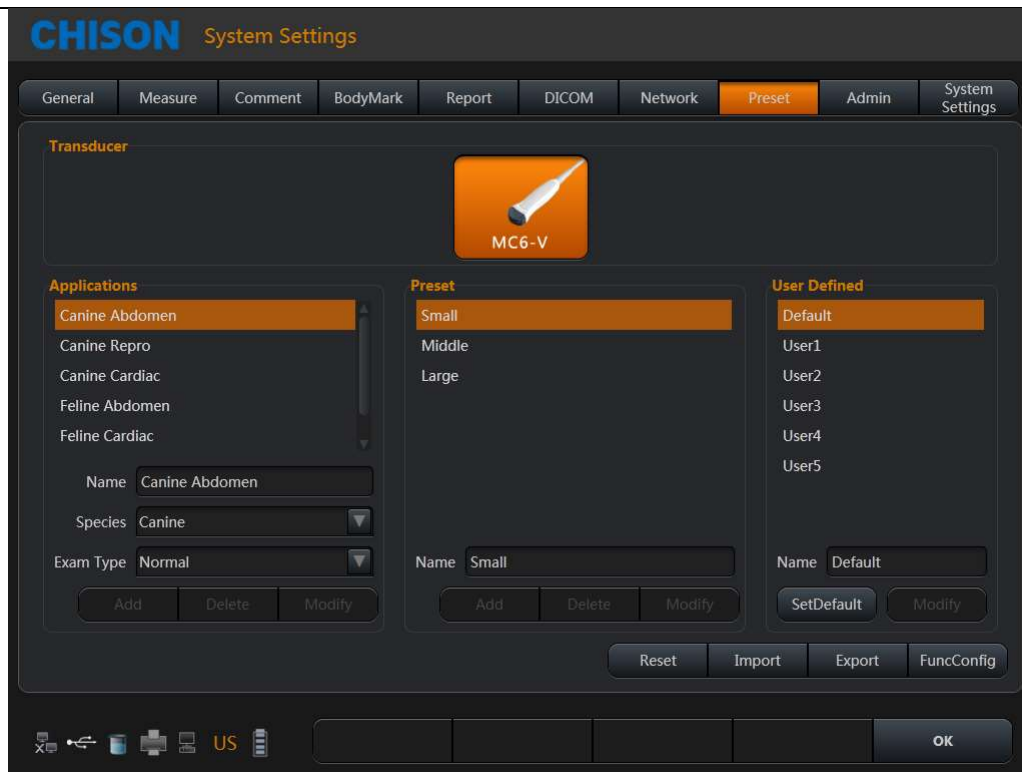 CHISON System Settings
General Measure Comment BodyMark Report DICOM Network Preset Admin System Settings
Transducer
MC6-V
Applications Preset User Defined
Canine Abdomen Small Default
Canine Repro Middle User1
Canine Cardiac Large User2
Feline Abdomen User3
Feline Cardiac User4
User5
Name Canine Abdomen
Species Canine
Exam Type Normal Name Small Name Default
Add Delete Modify Add Delete Modify SetDefault Modify
Reset Import Export FuncConfig
US OK